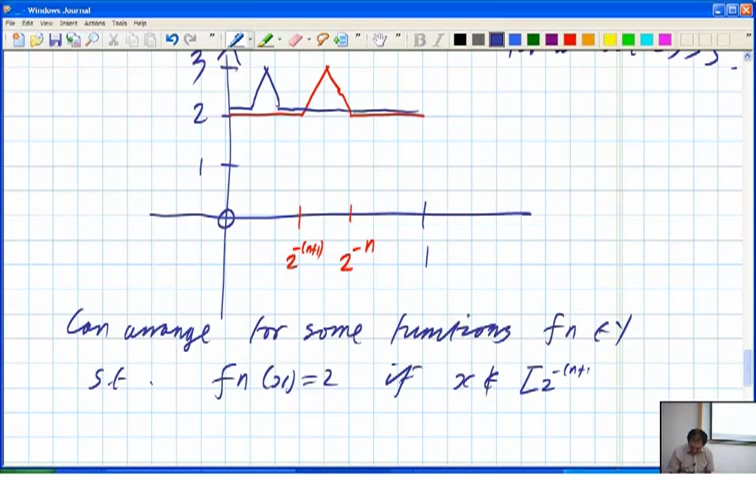 Windows Journal
File Edit View Insert Actions Tools Help
B I
3
2
1
2^{-(n+1)} 2^{-n} 1
Can arrange for some functions fn ∈ Y
s.t. fn(x)=2 if x ∉ [2^{-(n+1